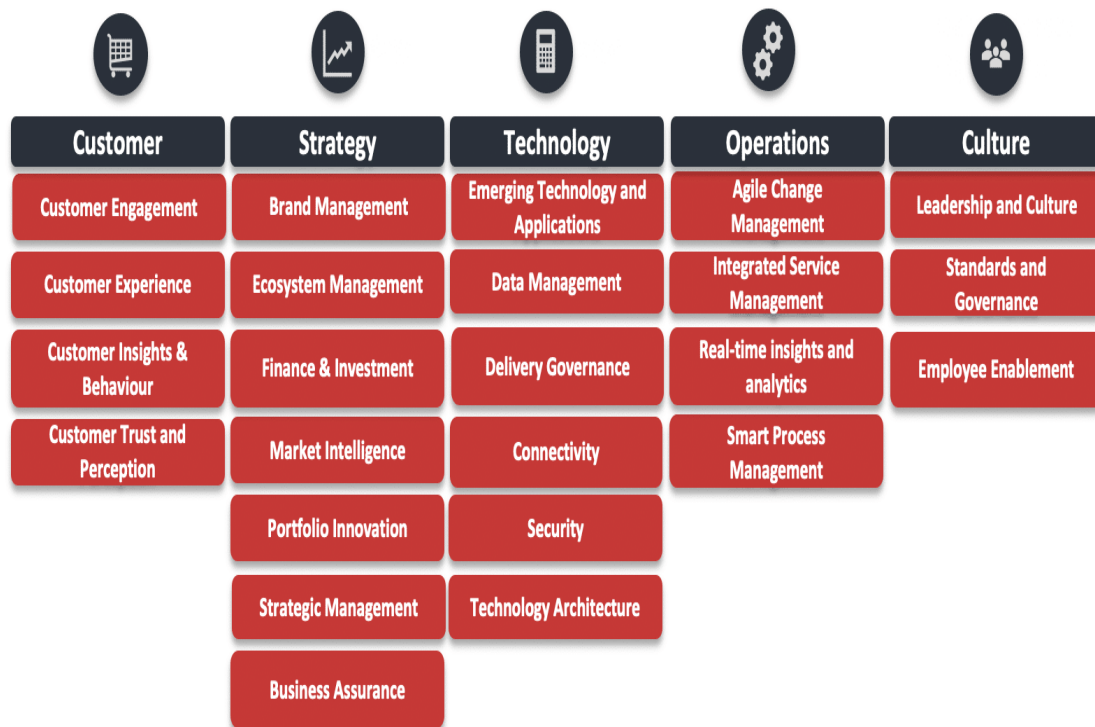 Customer
Customer Engagement
Customer Experience
Customer Insights &
Behaviour
Customer Trust and
Perception
Strategy
Brand Management
Ecosystem Management
Finance & Investment
Market Intelligence
Portfolio Innovation
Strategic Management
Business Assurance
Technology
Emerging Technology and
Applications
Data Management
Delivery Governance
Connectivity
Security
Technology Architecture
Operations
Agile Change
Management
Integrated Service
Management
Real-time insights and
analytics
Smart Process
Management
Culture
Leadership and Culture
Standards and
Governance
Employee Enablement